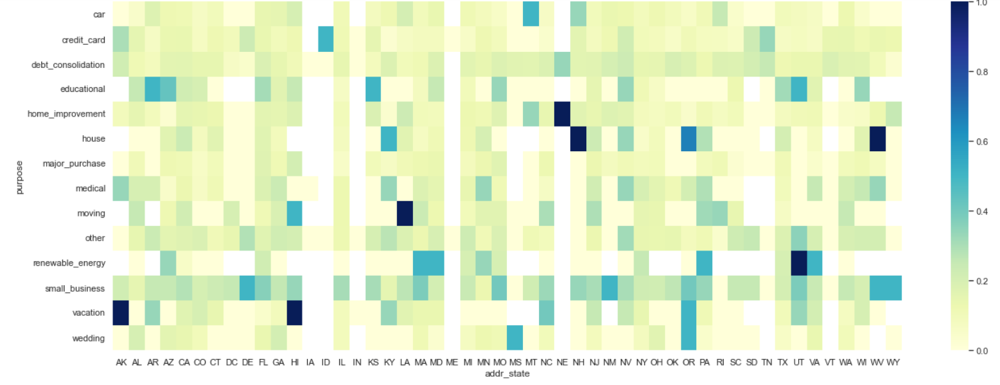 car
credit_card
debt_consolidation
educational
home_improvement
house
major_purchase
medical
moving
other
renewable_energy
small_business
vacation
wedding
purpose
AK AL AR AZ CA CO CT DC DE FL GA HI IA ID IL IN KS KY LA MA MD ME MI MN MO MS MT NC NE NH NJ NM NV NY OH OK OR PA RI SC SD TN TX UT VA VT WA WI WV WY
addr_state
1.0
0.8
0.6
0.4
0.2
0.0